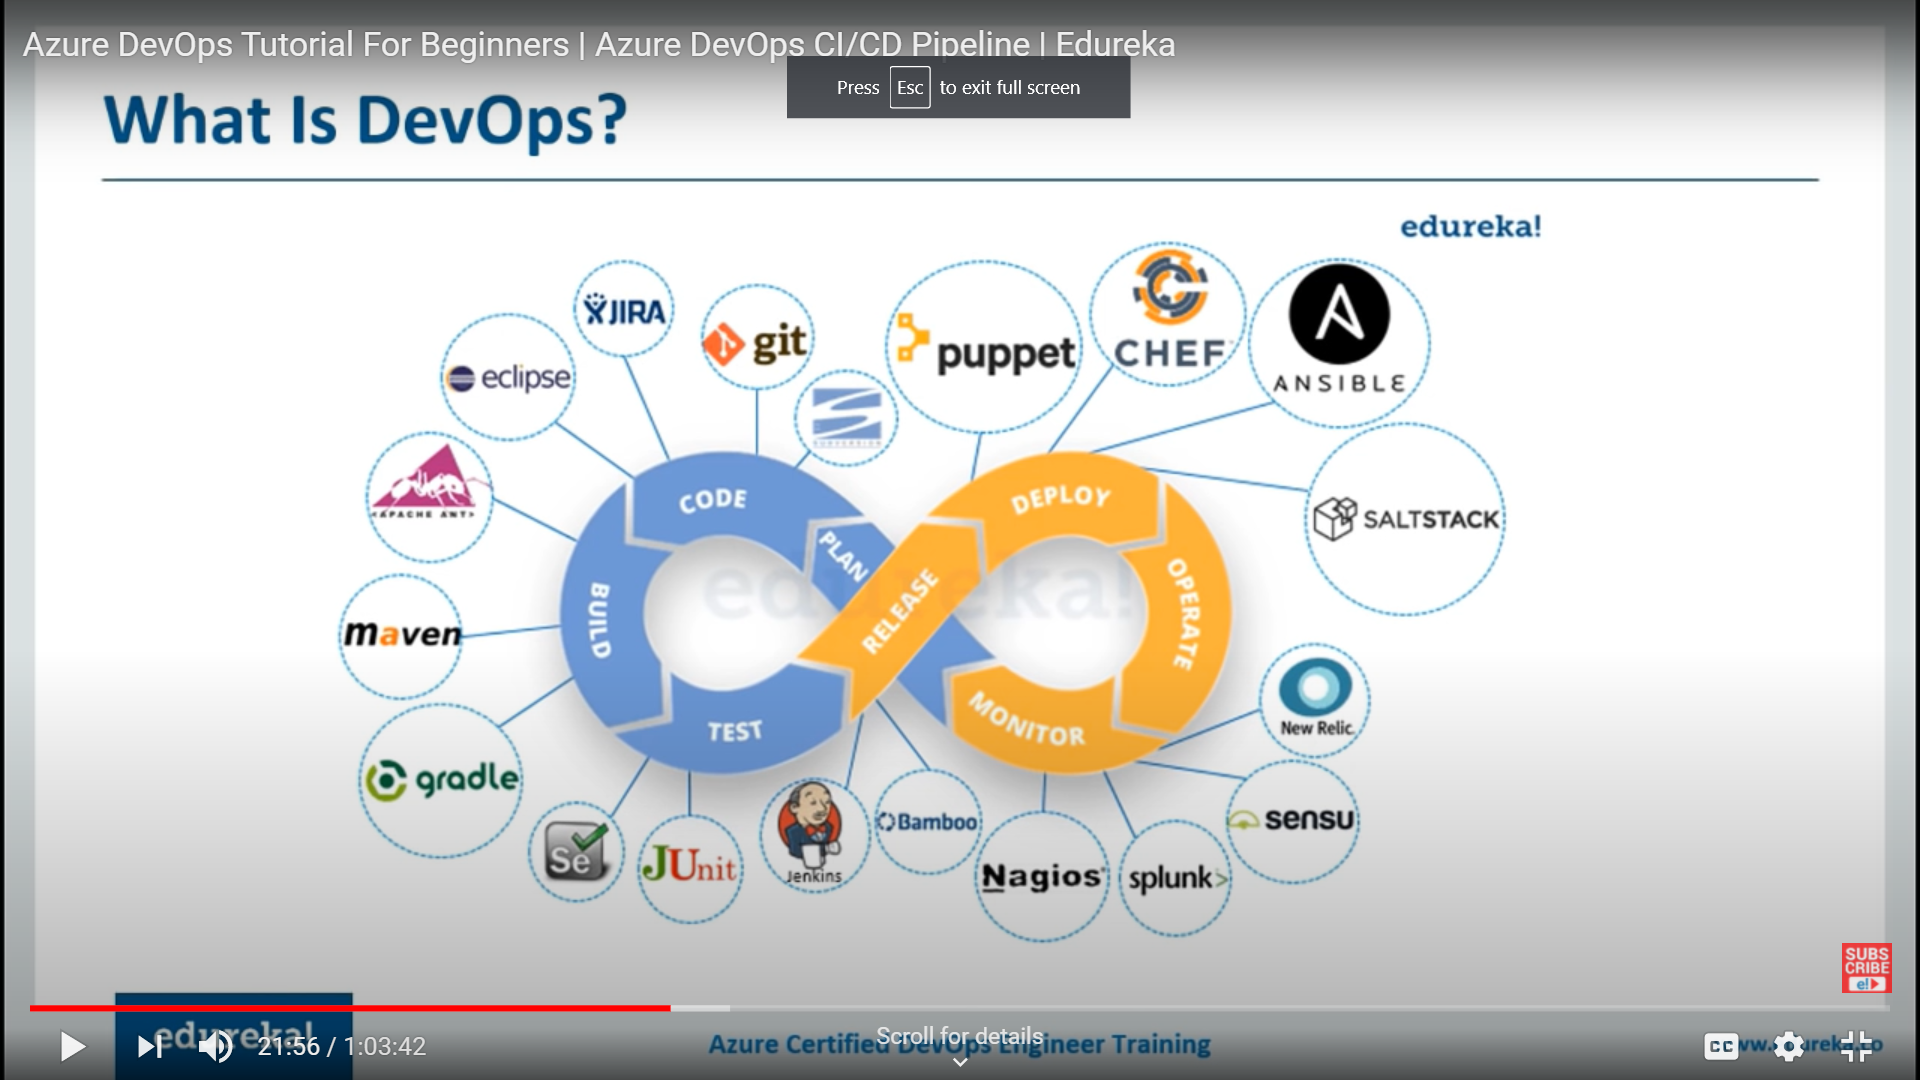 Azure DevOps Tutorial For Beginners | Azure DevOps CI/CD Pipeline | Edureka
Press Esc to exit full screen
What Is DevOps?
edureka!
JIRA
git
puppet
CHEF
ANSIBLE
eclipse
SUBVERSION
<APACHE ANT>
SALTSTACK
CODE
PLAN
DEPLOY
OPERATE
BUILD
RELEASE
edureka!
maven
TEST
MONITOR
New Relic.
gradle
Se
JUnit
Jenkins
Bamboo
Nagios
splunk>
sensu
SUBS
CRIBE
e!
edureka!
21:56 / 1:03:42
Scroll for details
Azure Certified DevOps Engineer Training
CC